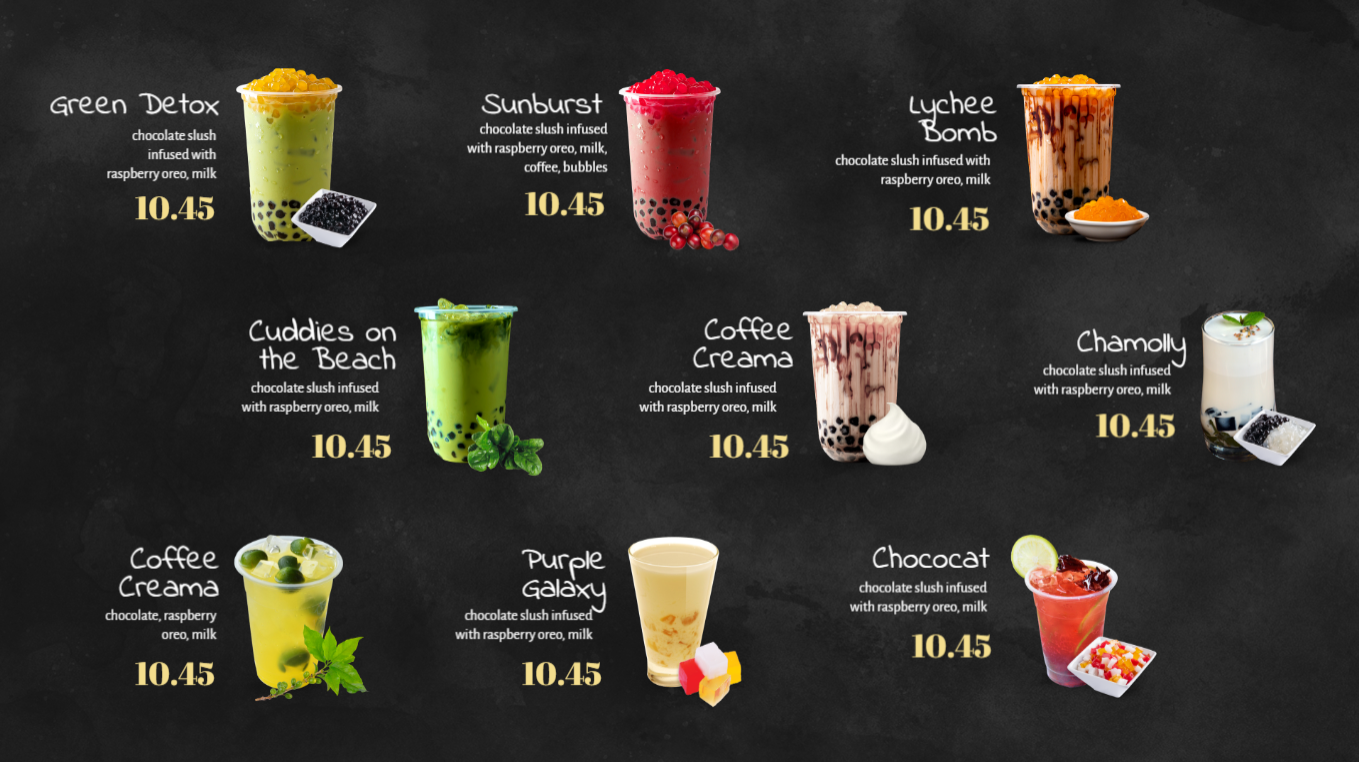 Green Detox
chocolate slush
infused with
raspberry oreo, milk
10.45
Sunburst
chocolate slush infused
with raspberry oreo, milk,
coffee, bubbles
10.45
Lychee
Bomb
chocolate slush infused with
raspberry oreo, milk
10.45
Cuddies on
the Beach
chocolate slush infused
with raspberry oreo, milk
10.45
Coffee
Creama
chocolate slush infused
with raspberry oreo, milk
10.45
Chamolly
chocolate slush infused
with raspberry oreo, milk
10.45
Coffee
Creama
chocolate, raspberry
oreo, milk
10.45
Purple
Galaxy
chocolate slush infused
with raspberry oreo, milk
10.45
Chococat
chocolate slush infused
with raspberry oreo, milk
10.45